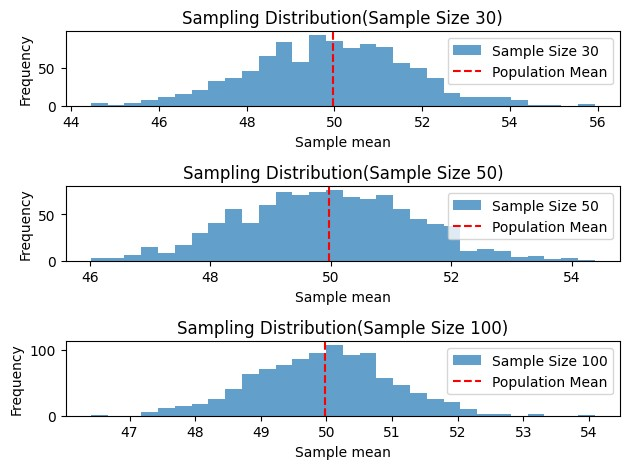 Sampling Distribution(Sample Size 30)
Frequency
50
0
Sample Size 30
Population Mean
44 46 48 50 52 54 56
Sample mean
Sampling Distribution(Sample Size 50)
Frequency
50
0
Sample Size 50
Population Mean
46 48 50 52 54
Sample mean
Sampling Distribution(Sample Size 100)
Frequency
100
0
Sample Size 100
Population Mean
47 48 49 50 51 52 53 54
Sample mean